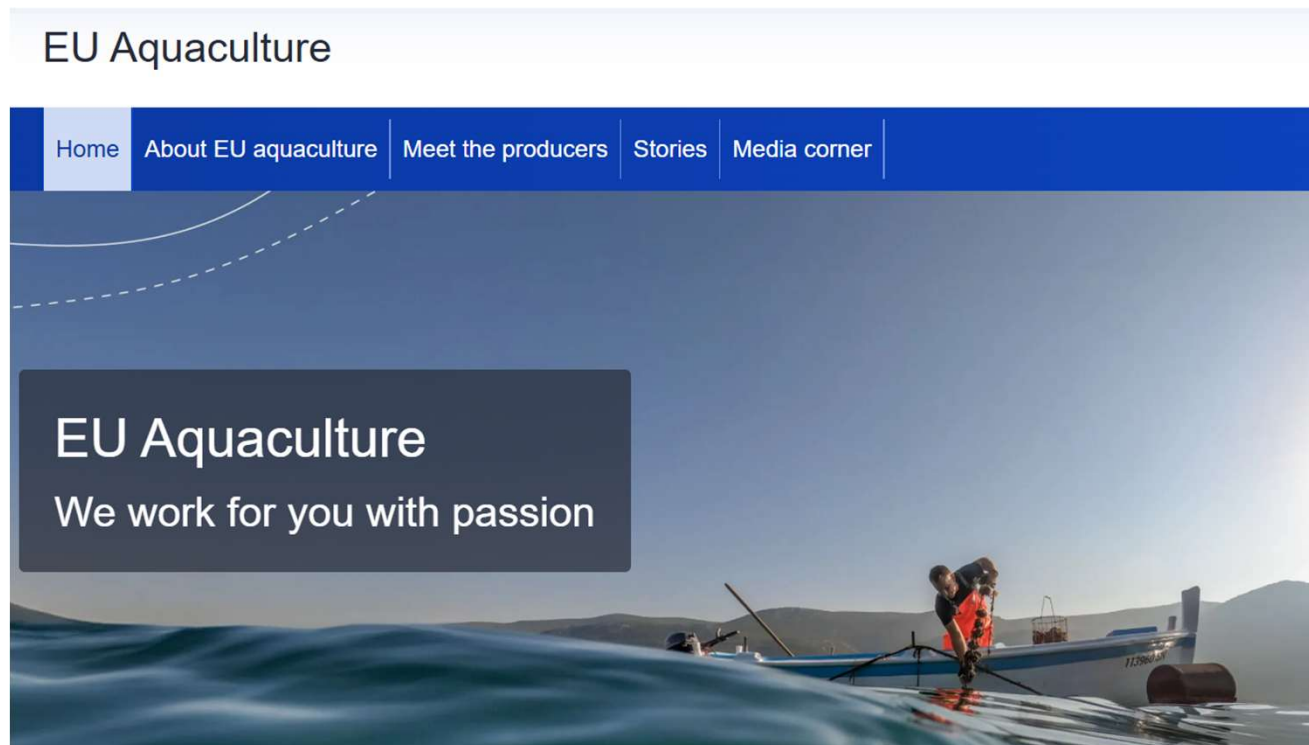 EU Aquaculture
Home About EU aquaculture Meet the producers Stories Media corner
EU Aquaculture
We work for you with passion